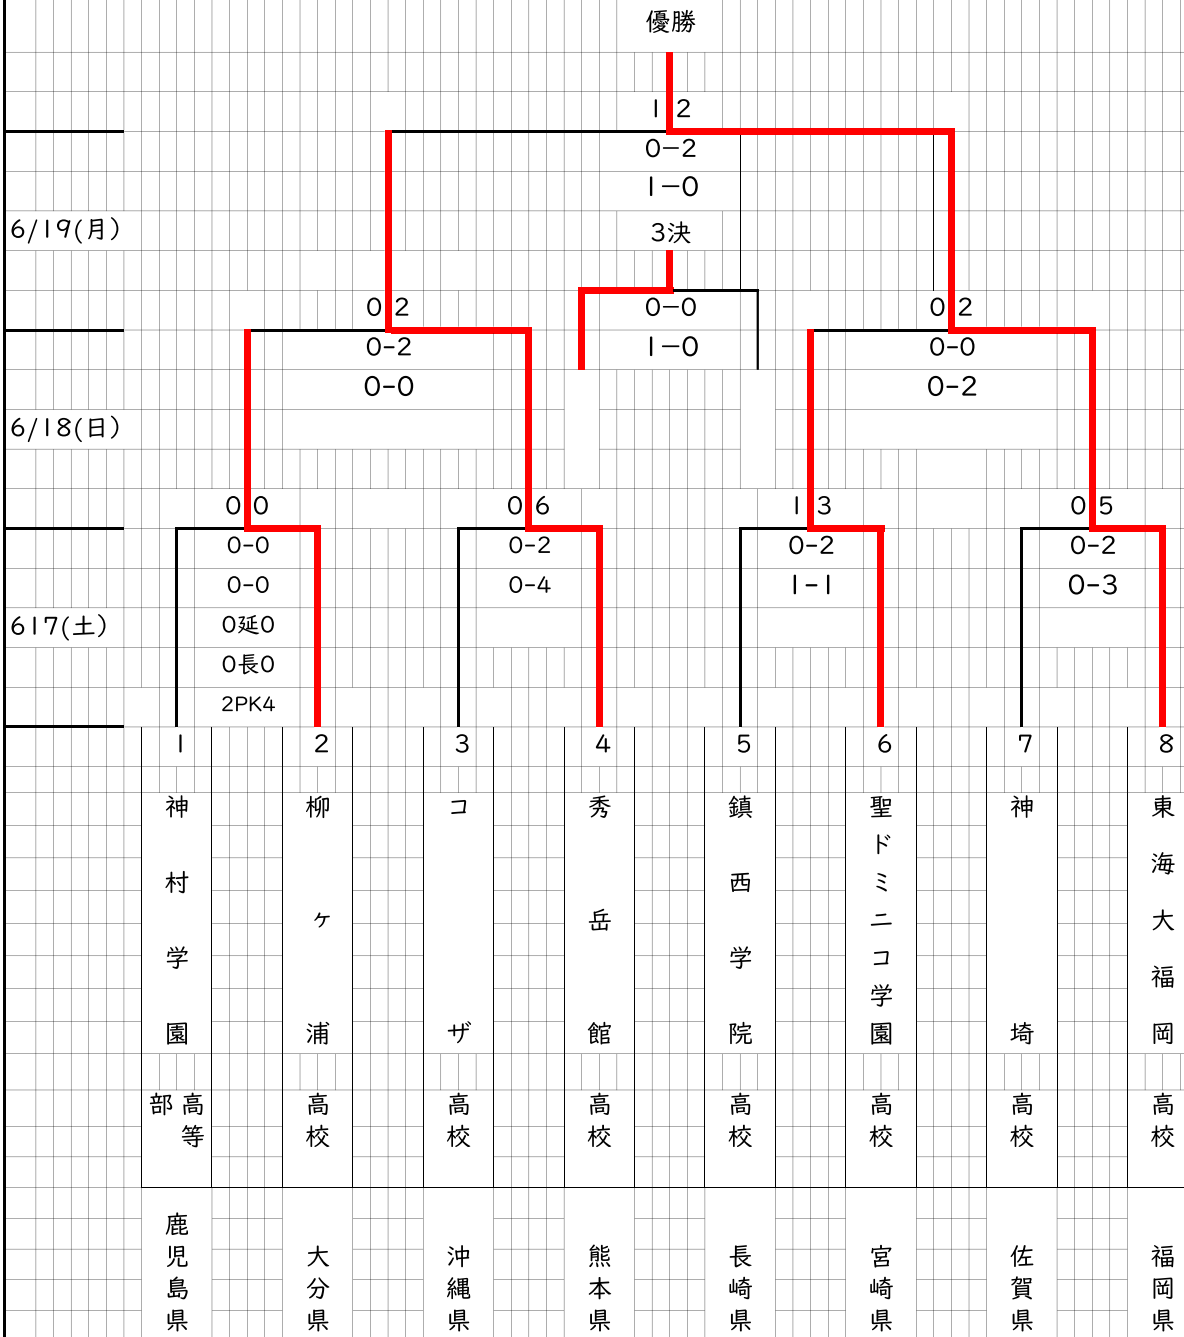 優勝
1 2
0-2
1-0
6/19(月)
3決
0 2
0-0
0 2
0-2
1-0
0-0
0-0
0-2
6/18(日)
0 0
0 6
1 3
0 5
0-0
0-2
0-2
0-2
0-0
0-4
1-1
0-3
617(土)
0延0
0長0
2PK4
1
2
3
4
5
6
7
8
神村学園
柳ヶ浦
コザ
秀岳館
鎮西学院
聖ドミニコ学園
神埼
東海大福岡
高等部
高校
高校
高校
高校
高校
高校
高校
鹿児島県
大分県
沖縄県
熊本県
長崎県
宮崎県
佐賀県
福岡県